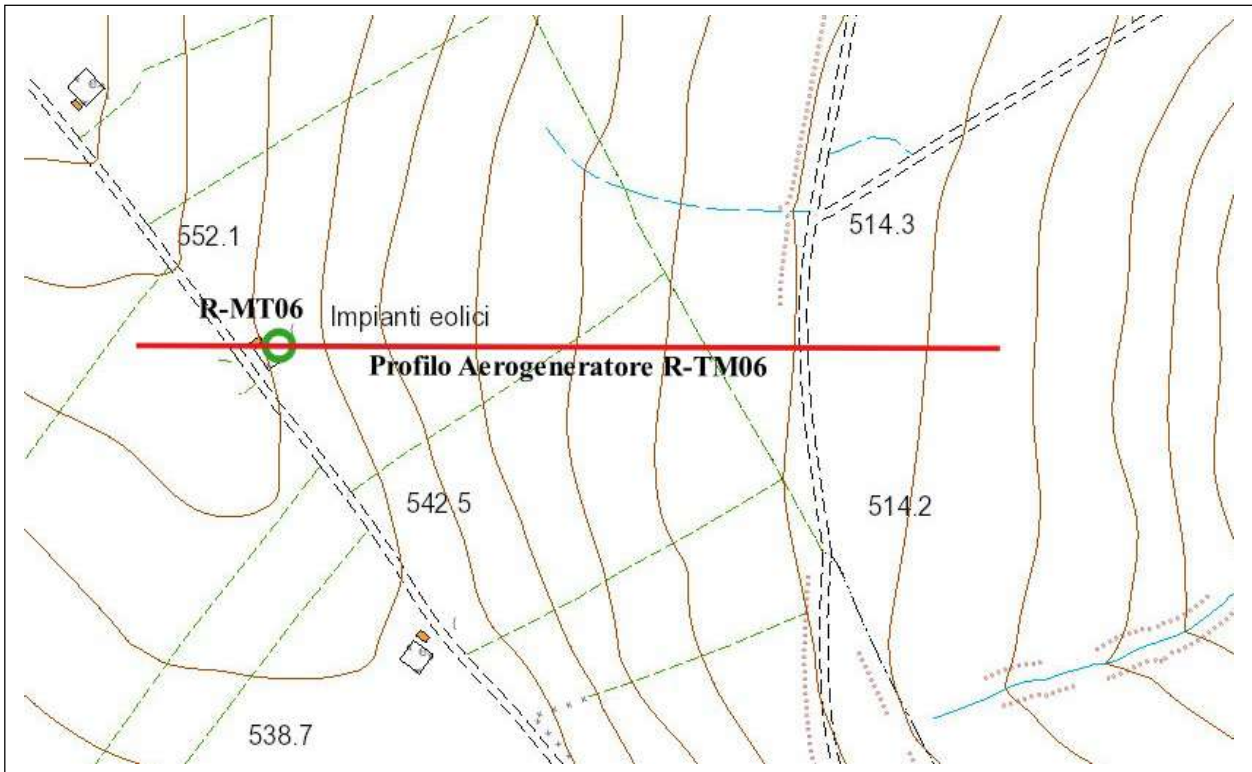 552.1
514.3
R-MT06
Impianti eolici
Profilo Aerogeneratore R-TM06
542.5
514.2
538.7